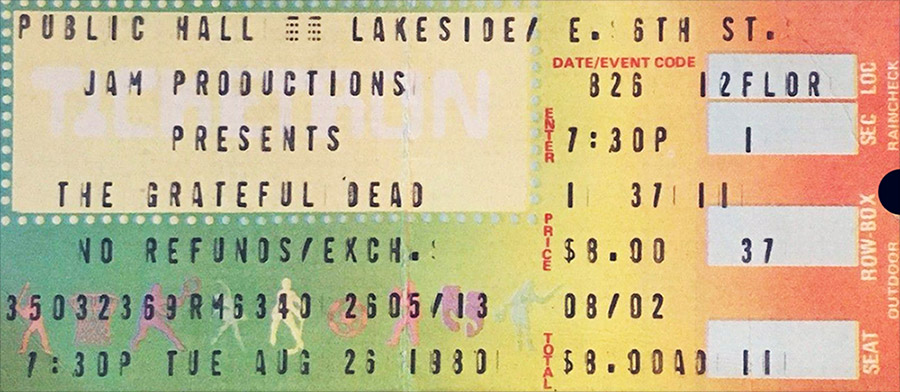 PUBLIC HALL LAKESIDE/ E. 6TH ST.
TICKETRON
JAM PRODUCTIONS
PRESENTS
THE GRATEFUL DEAD
NO REFUNDS/EXCH.
35032369RM6340 2605/13
7:30P TUE AUG 26 1980
DATE/EVENT CODE
826 12FLOR
ENTER
7:30P 1
1 37 11
PRICE
$8.00 37
08/02
TOTAL
$8.00AD 11
SEC LOC
ROW-BOX
SEAT
RAINCHECK
OUTDOOR